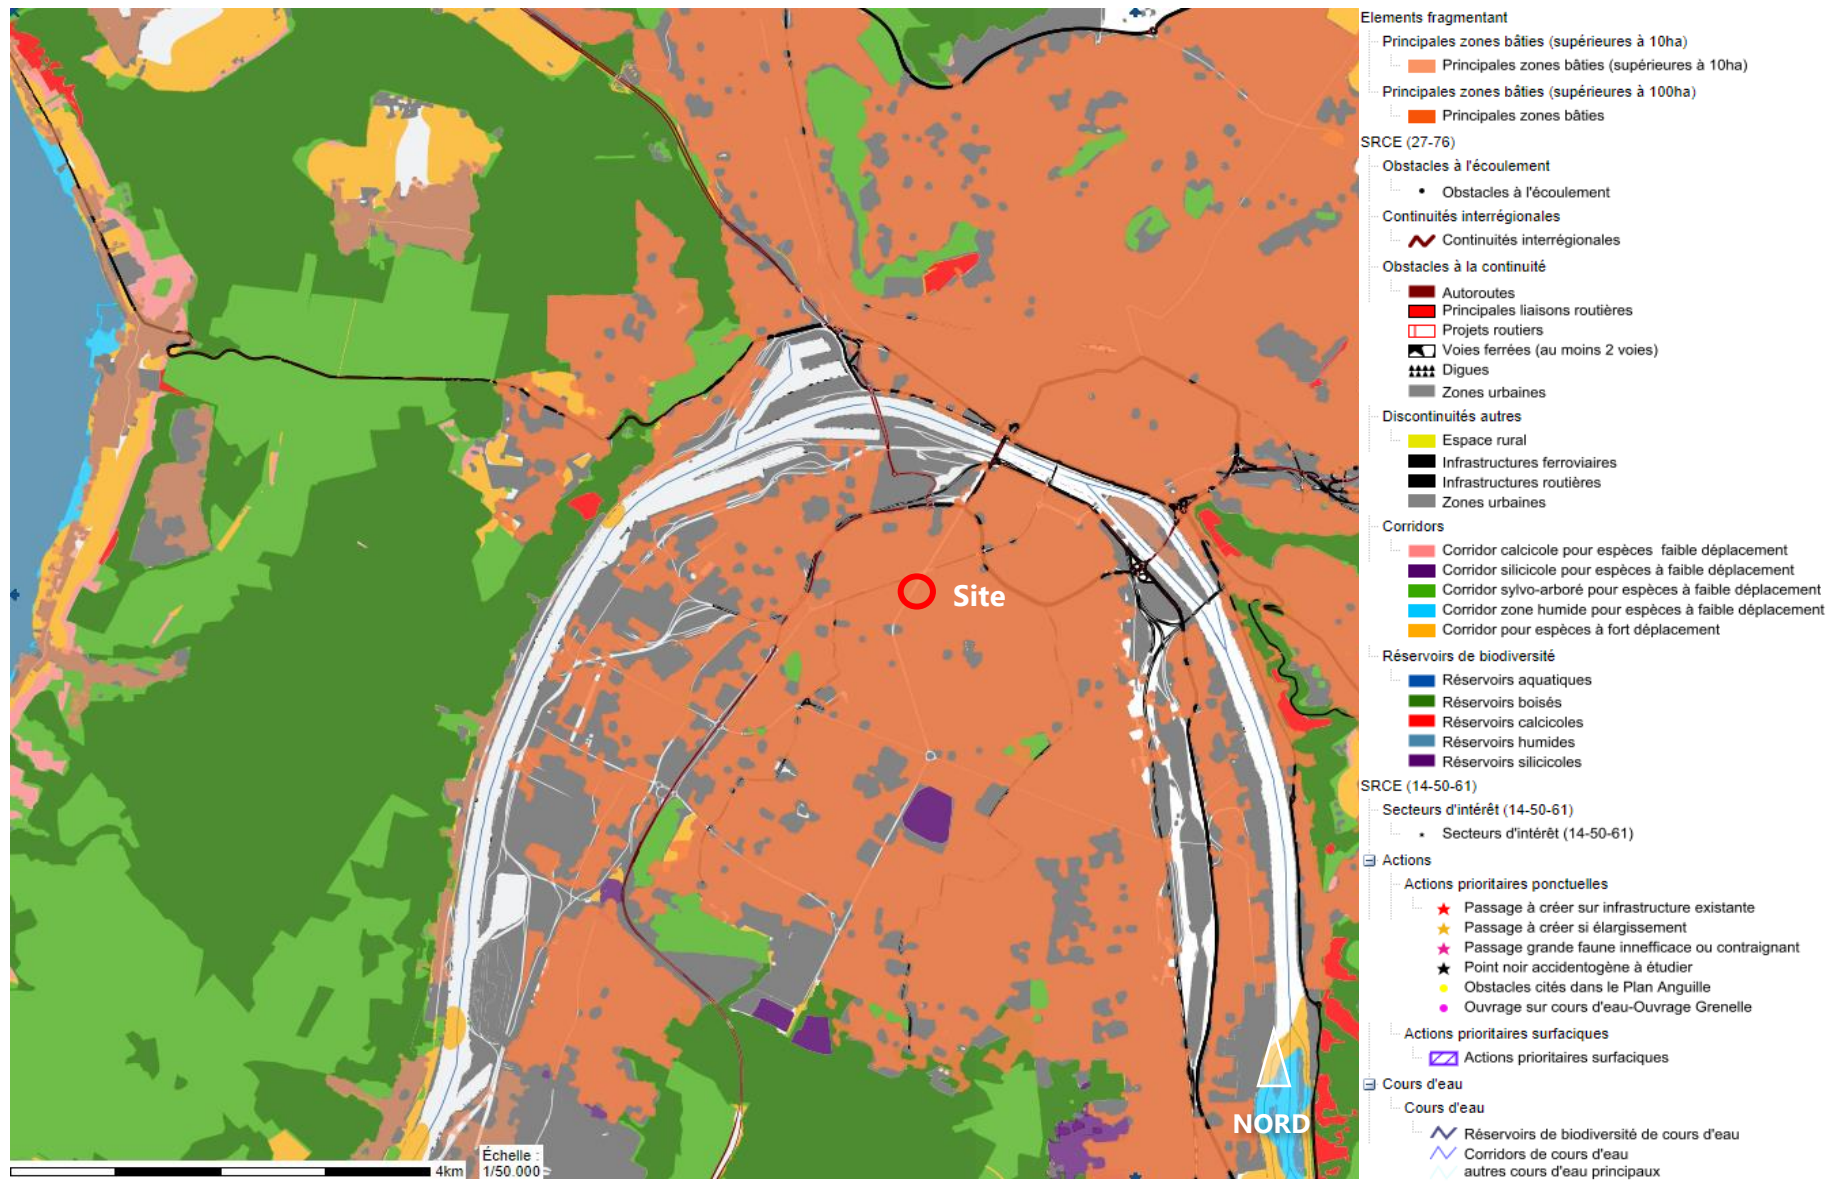 Elements fragmentant
Principales zones bâties (supérieures à 10ha)
Principales zones bâties (supérieures à 10ha)
Principales zones bâties (supérieures à 100ha)
Principales zones bâties
SRCE (27-76)
Obstacles à l'écoulement
Obstacles à l'écoulement
Continuités interrégionales
Continuités interrégionales
Obstacles à la continuité
Autoroutes
Principales liaisons routières
Projets routiers
Voies ferrées (au moins 2 voies)
Digues
Zones urbaines
Discontinuités autres
Espace rural
Infrastructures ferroviaires
Infrastructures routières
Zones urbaines
Corridors
Corridor calcicole pour espèces faible déplacement
Corridor silicicole pour espèces à faible déplacement
Corridor sylvo-arboré pour espèces à faible déplacement
Corridor zone humide pour espèces à faible déplacement
Corridor pour espèces à fort déplacement
Réservoirs de biodiversité
Réservoirs aquatiques
Réservoirs boisés
Réservoirs calcicoles
Réservoirs humides
Réservoirs silicicoles
SRCE (14-50-61)
Secteurs d'intérêt (14-50-61)
Secteurs d'intérêt (14-50-61)
Actions
Actions prioritaires ponctuelles
Passage à créer sur infrastructure existante
Passage à créer si élargissement
Passage grande faune innefficace ou contraignant
Point noir accidentogène à étudier
Obstacles cités dans le Plan Anguille
Ouvrage sur cours d'eau-Ouvrage Grenelle
Actions prioritaires surfaciques
Actions prioritaires surfaciques
Cours d'eau
Cours d'eau
Réservoirs de biodiversité de cours d'eau
Corridors de cours d'eau
autres cours d'eau principaux
Site
NORD
4km
Échelle :
1/50.000